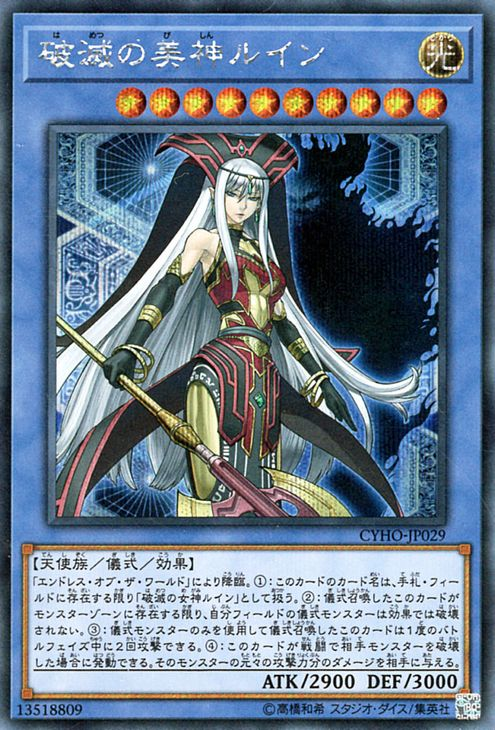 破滅の美神ルイン
光
CYHO-JP029
【天使族／儀式／効果】
「エンドレス・オブ・ザ・ワールド」により降臨。①：このカードのカード名は、手札・フィー
ルドに存在する限り「破滅の女神ルイン」として扱う。②：儀式召喚したこのカードが
モンスターゾーンに存在する限り、自分フィールドの儀式モンスターは効果では破壊
されない。③：儀式モンスターのみを使用して儀式召喚したこのカードは1度のバト
ルフェイズ中に2回攻撃できる。④：このカードが戦闘で相手モンスターを破壊
した場合に発動できる。そのモンスターの元々の攻撃力分のダメージを相手に与える。
ATK/2900 DEF/3000
13518809
©高橋和希 スタジオ・ダイス/集英社